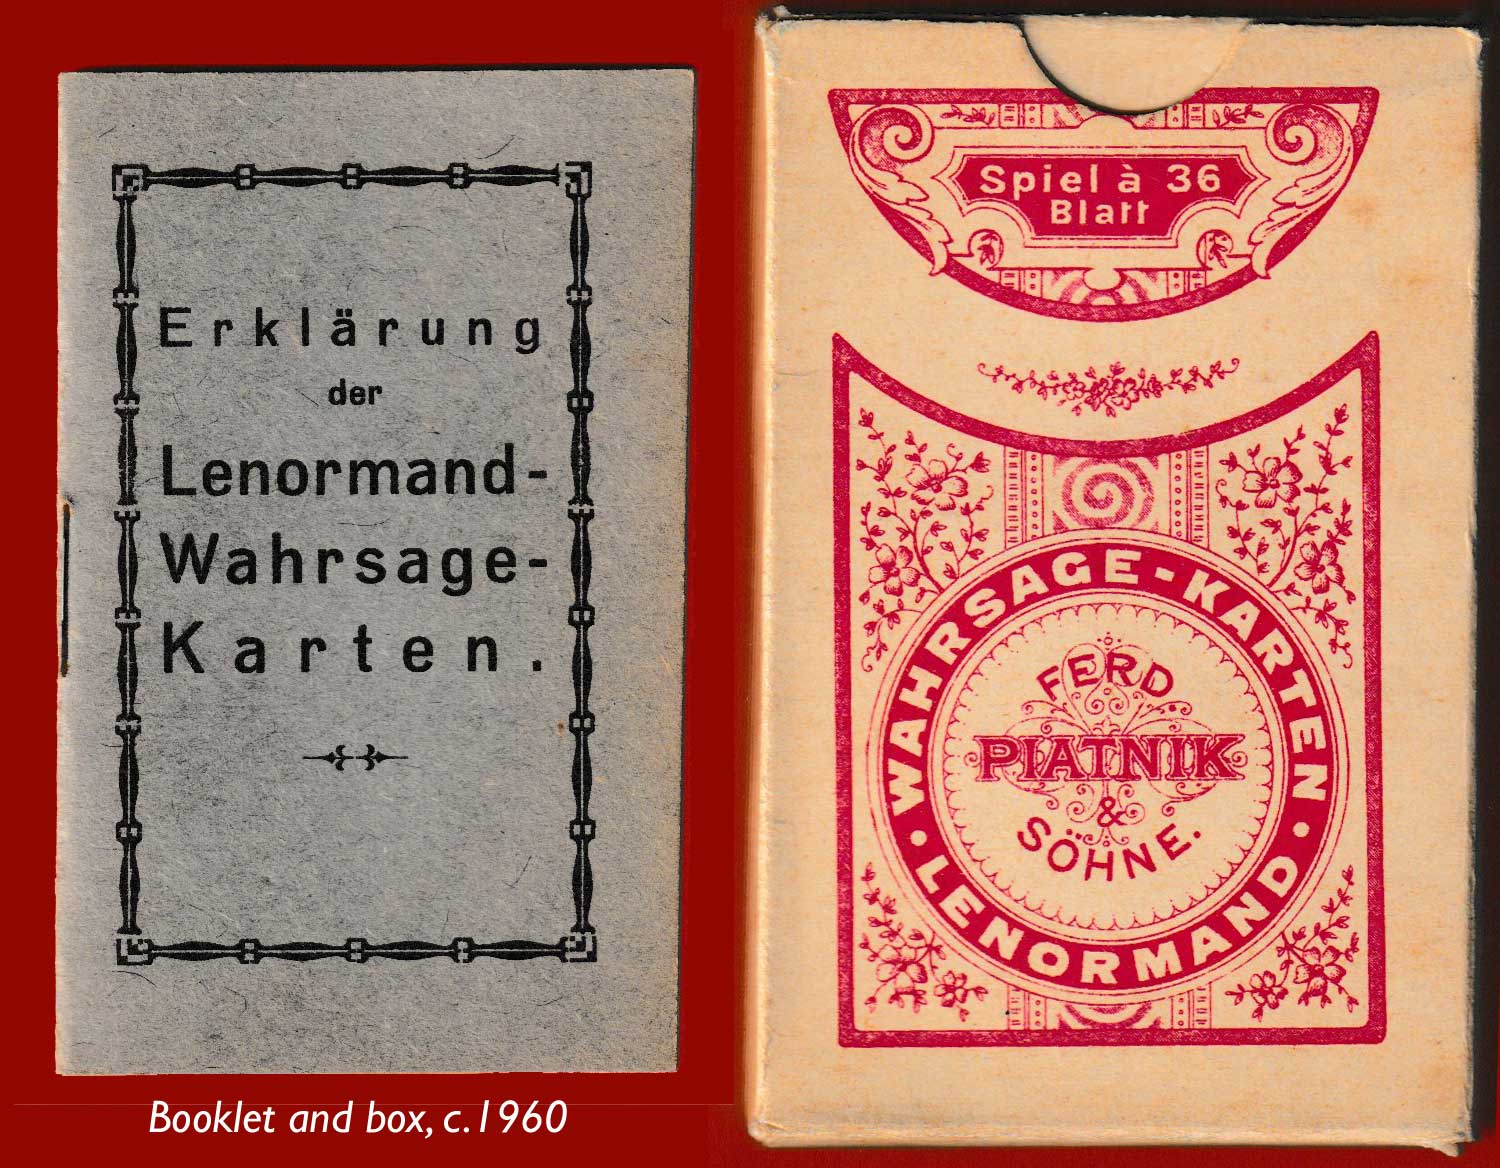 Erklärung
der
Lenormand-
Wahrsage-
Karten.
Booklet and box, c.1960
Spiel à 36
Blatt
WAHRSAGE-KARTEN
FERD
PIATNIK
&
SÖHNE.
• LENORMAND •